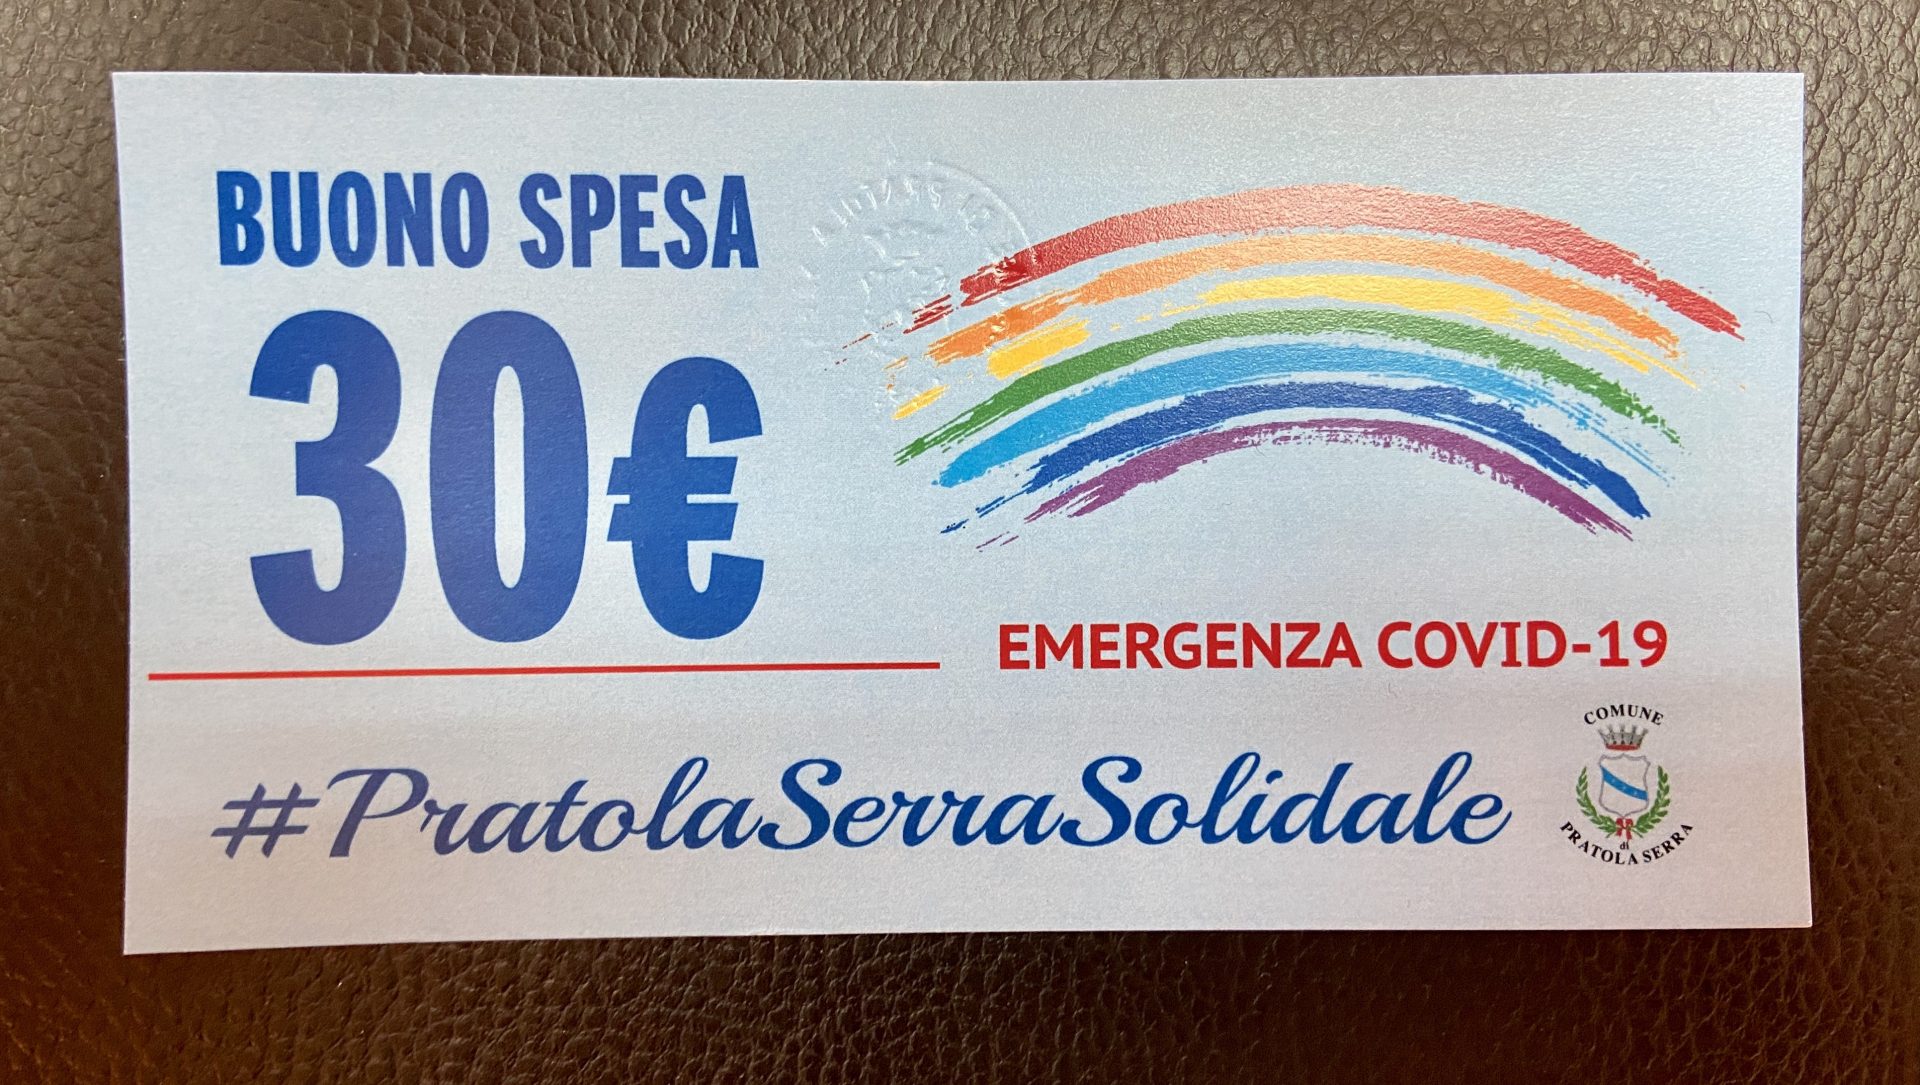 BUONO SPESA
30€
EMERGENZA COVID-19
#PratolaSerraSolidale
COMUNE
di
PRATOLA SERRA